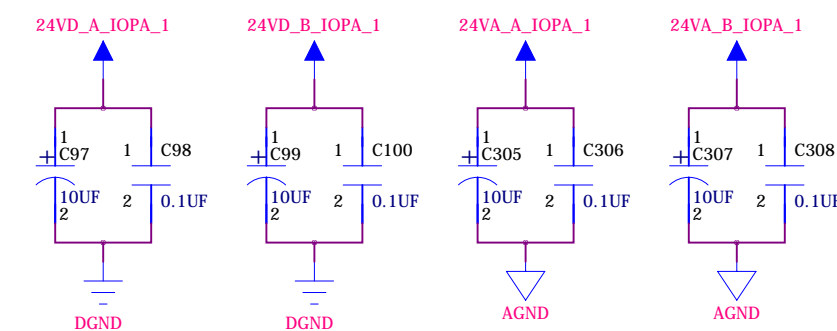 24VD_A_IOPA_1 24VD_B_IOPA_1 24VA_A_IOPA_1 24VA_B_IOPA_1
1 1 1 1
+ C97 1 C98 + C99 1 C100 + C305 1 C306 + C307 1 C308
10UF 2 0.1UF 10UF 2 0.1UF 10UF 2 0.1UF 10UF 2 0.1UF
2 2 2 2
DGND DGND AGND AGND